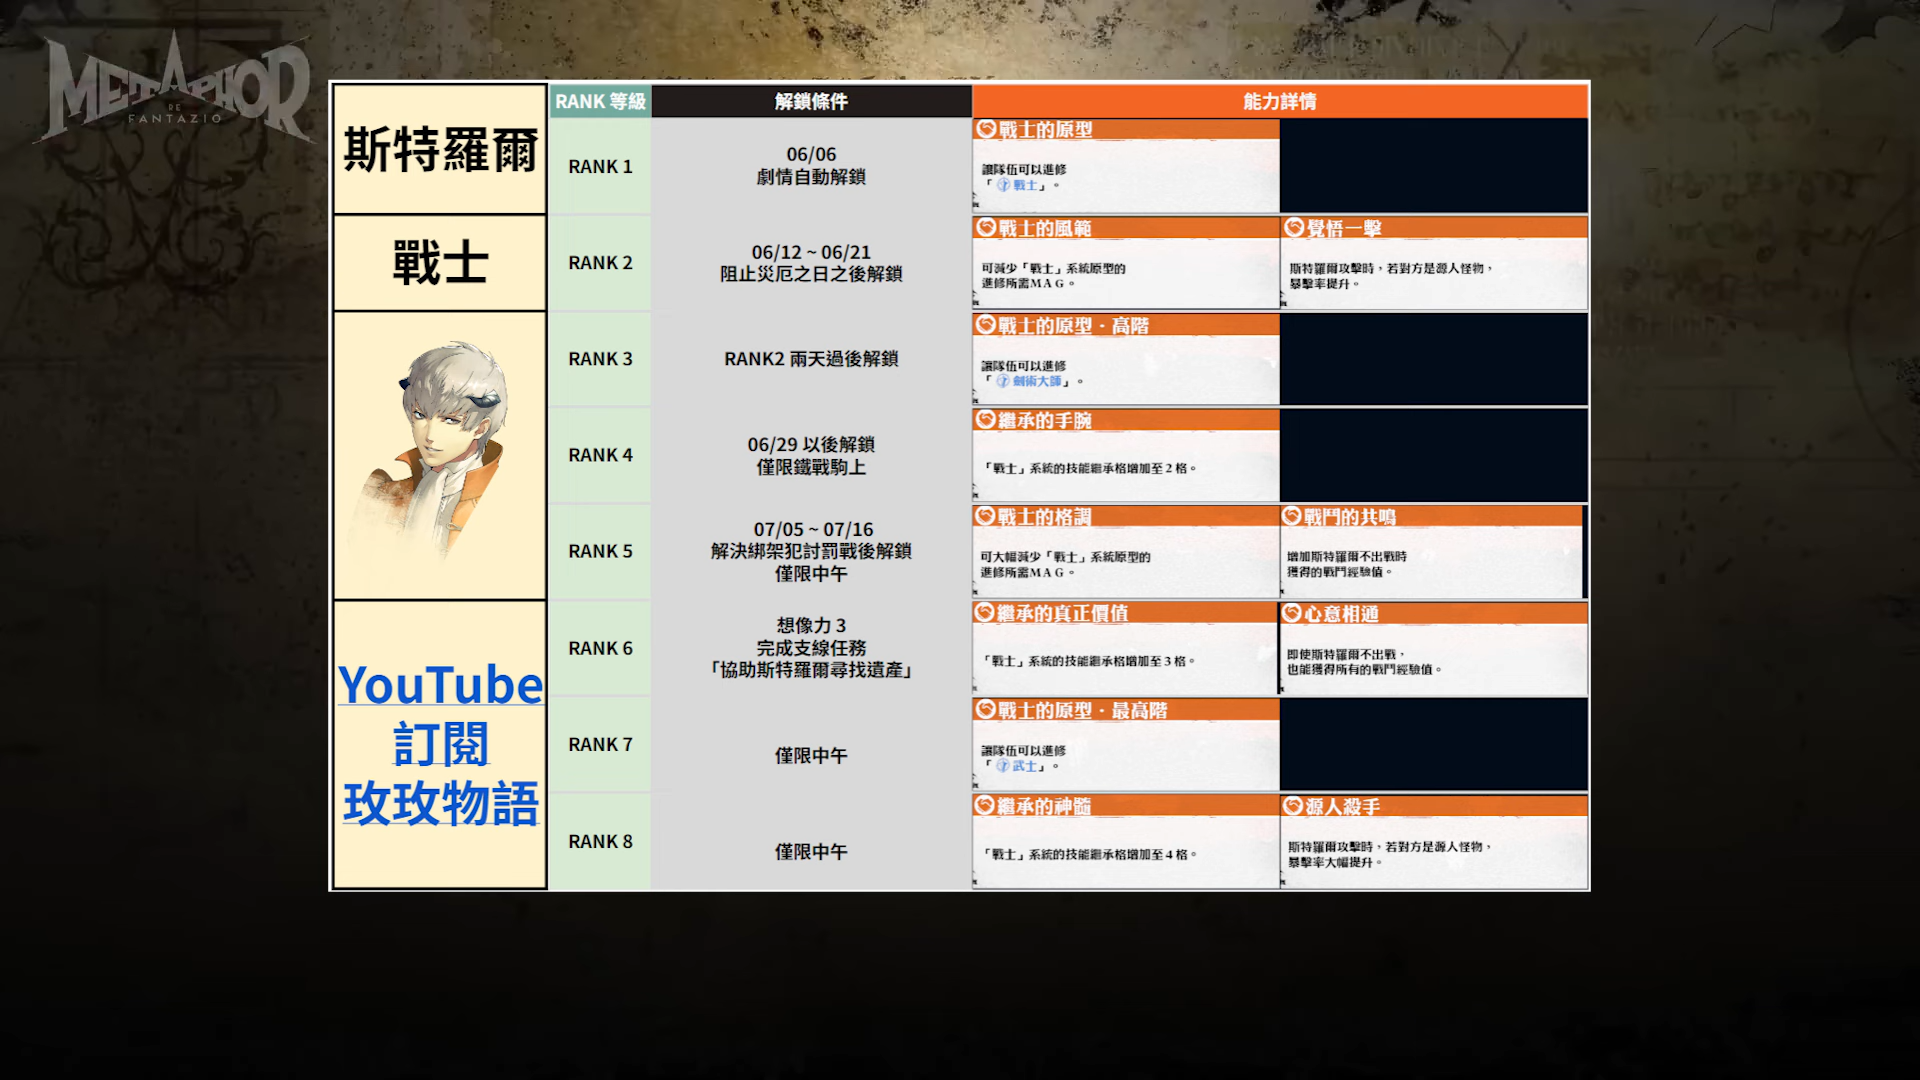 METAPHOR
DE
FANTAZIO
斯特羅爾
戰士
YouTube
訂閱
玫玫物語
RANK 等級
解鎖條件
能力詳情
RANK 1
06/06
劇情自動解鎖
戰士的原型
讓隊伍可以進修
「戰士」。
RANK 2
06/12 ~ 06/21
阻止災厄之日之後解鎖
戰士的風範
可減少「戰士」系統原型的
進修所需MAG。
覺悟一擊
斯特羅爾攻擊時，若對方是源人怪物，
暴擊率提升。
RANK 3
RANK2 兩天過後解鎖
戰士的原型．高階
讓隊伍可以進修
「劍術大師」。
RANK 4
06/29 以後解鎖
僅限鐵戰駒上
繼承的手腕
「戰士」系統的技能繼承格增加至2格。
RANK 5
07/05 ~ 07/16
解決綁架犯討罰戰後解鎖
僅限中午
戰士的格調
可大幅減少「戰士」系統原型的
進修所需MAG。
戰鬥的共鳴
增加斯特羅爾不出戰時
獲得的戰鬥經驗值。
RANK 6
想像力 3
完成支線任務
「協助斯特羅爾尋找遺產」
繼承的真正價值
「戰士」系統的技能繼承格增加至3格。
心意相通
即使斯特羅爾不出戰，
也能獲得所有的戰鬥經驗值。
RANK 7
僅限中午
戰士的原型．最高階
讓隊伍可以進修
「武士」。
RANK 8
僅限中午
繼承的神髓
「戰士」系統的技能繼承格增加至4格。
源人殺手
斯特羅爾攻擊時，若對方是源人怪物，
暴擊率大幅提升。